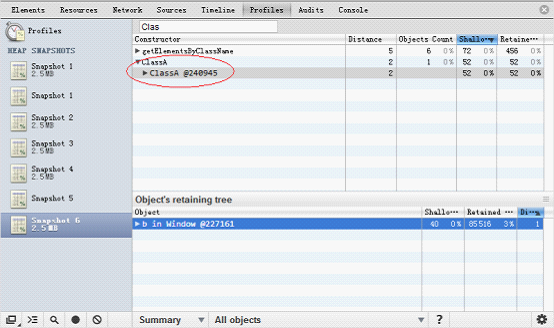 Elements Resources Network Sources Timeline Profiles Audits Console
Profiles
Clas
HEAP SNAPSHOTS
Snapshot 1
2.5MB
Snapshot 1
Snapshot 2
2.5MB
Snapshot 3
2.5MB
Snapshot 4
2.5MB
Snapshot 5
Snapshot 6
2.5MB
Constructor Distance Objects Count Shallo⋯ Retaine⋯
▶getElementsByClassName 5 6 0% 72 0% 456 0%
▼ClassA 2 1 0% 52 0% 52 0%
▶ClassA @240945 2 52 0% 52 0%
Object's retaining tree
Object Shallo⋯ Retained ⋯ Di⋯
▶b in Window @227161 40 0% 85516 3% 1
Summary ▼ All objects ▼ ?